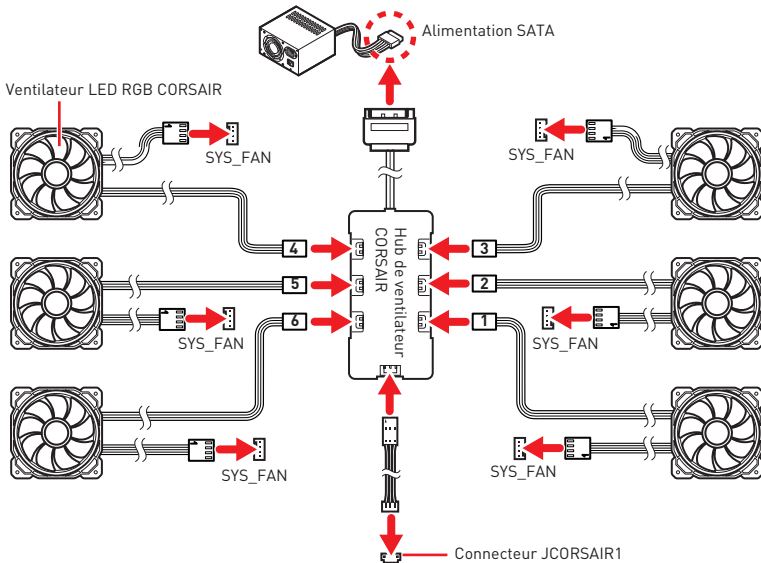 Alimentation SATA
Ventilateur LED RGB CORSAIR
SYS_FAN
SYS_FAN
4
3
Hub de ventilateur
CORSAIR
5
2
SYS_FAN
SYS_FAN
6
1
SYS_FAN
SYS_FAN
Connecteur JCORSAIR1